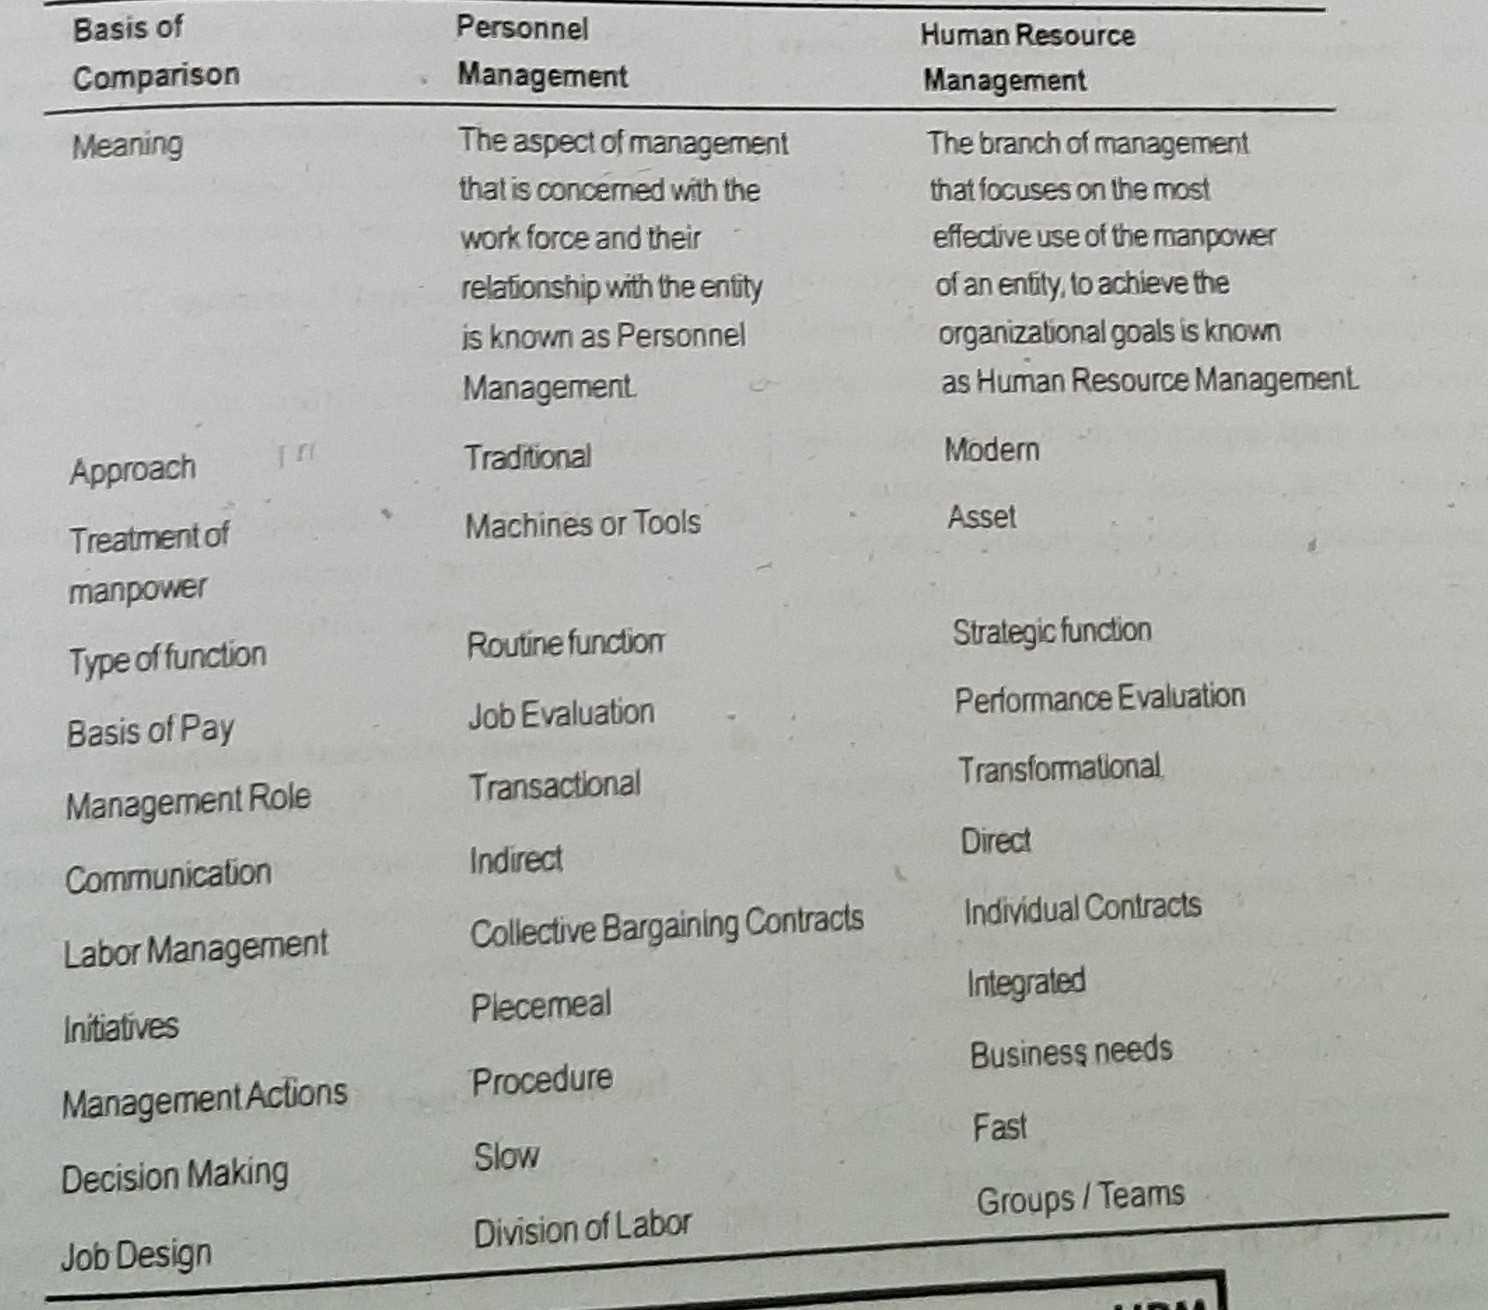 Basis of Personnel Human Resource
Comparison Management Management
Meaning The aspect of management The branch of management
that is concerned with the that focuses on the most
work force and their effective use of the manpower
relationship with the entity of an entity, to achieve the
is known as Personnel organizational goals is known
Management. as Human Resource Management.
Approach Traditional Modern
Treatment of Machines or Tools Asset
manpower
Type of function Routine function Strategic function
Basis of Pay Job Evaluation Performance Evaluation
Management Role Transactional Transformational
Communication Indirect Direct
Labor Management Collective Bargaining Contracts Individual Contracts
Initiatives Piecemeal Integrated
Management Actions Procedure Business needs
Decision Making Slow Fast
Job Design Division of Labor Groups / Teams